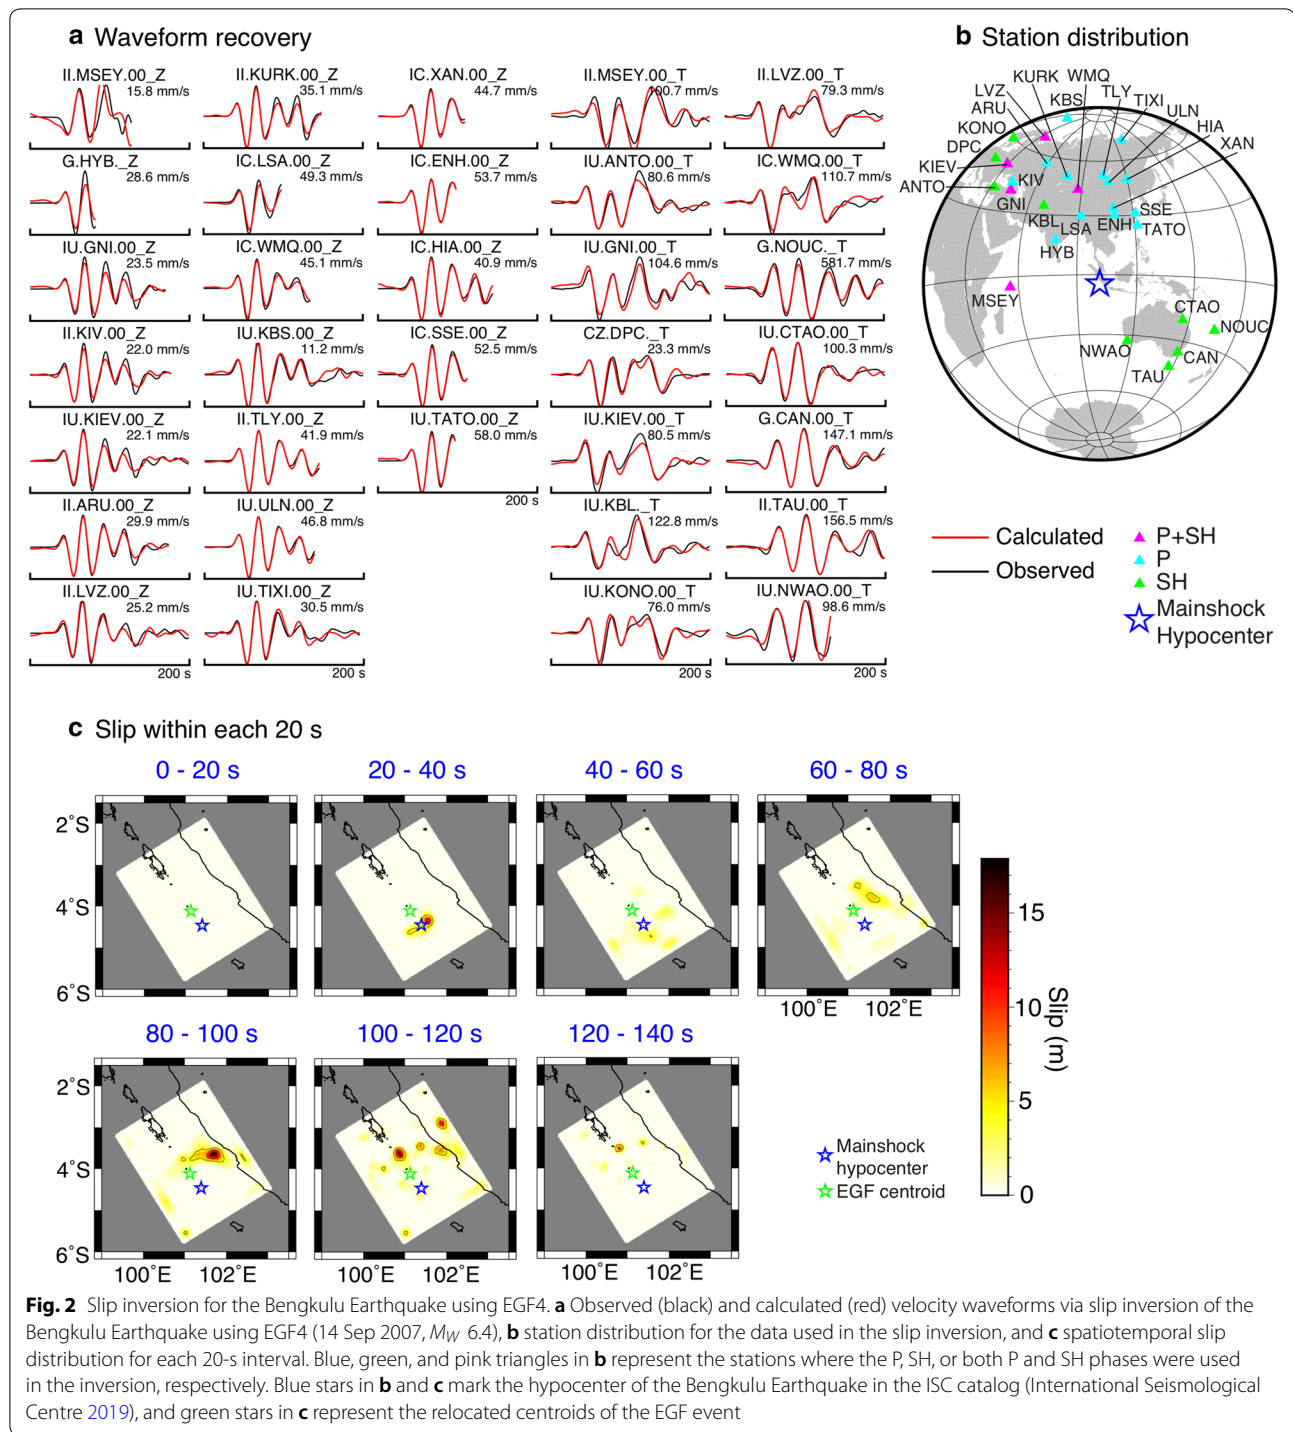 a Waveform recovery
II.MSEY.00_Z
15.8 mm/s
II.KURK.00_Z
35.1 mm/s
IC.XAN.00_Z
44.7 mm/s
II.MSEY.00_T
100.7 mm/s
II.LVZ.00_T
79.3 mm/s
G.HYB._Z
28.6 mm/s
IC.LSA.00_Z
49.3 mm/s
IC.ENH.00_Z
53.7 mm/s
IU.ANTO.00_T
80.6 mm/s
IC.WMQ.00_T
110.7 mm/s
IU.GNI.00_Z
23.5 mm/s
IC.WMQ.00_Z
45.1 mm/s
IC.HIA.00_Z
40.9 mm/s
IU.GNI.00_T
104.6 mm/s
G.NOUC._T
581.7 mm/s
II.KIV.00_Z
22.0 mm/s
IU.KBS.00_Z
11.2 mm/s
IC.SSE.00_Z
52.5 mm/s
CZ.DPC._T
23.3 mm/s
IU.CTAO.00_T
100.3 mm/s
IU.KIEV.00_Z
22.1 mm/s
II.TLY.00_Z
41.9 mm/s
IU.TATO.00_Z
58.0 mm/s
200 s
IU.KIEV.00_T
80.5 mm/s
G.CAN.00_T
147.1 mm/s
II.ARU.00_Z
29.9 mm/s
IU.ULN.00_Z
46.8 mm/s
IU.KBL._T
122.8 mm/s
II.TAU.00_T
156.5 mm/s
II.LVZ.00_Z
25.2 mm/s
200 s
IU.TIXI.00_Z
30.5 mm/s
200 s
IU.KONO.00_T
76.0 mm/s
200 s
IU.NWAO.00_T
98.6 mm/s
200 s
b Station distribution
KURK
WMQ
LVZ
TLY
ARU
KBS
TIXI
KONO
ULN
DPC
HIA
KIEV
XAN
ANTO
KIV
GNI
KBL
LSA
ENH
SSE
TATO
HYB
MSEY
CTAO
NOUC
NWAO
CAN
TAU
Calculated
Observed
P+SH
P
SH
Mainshock
Hypocenter
c Slip within each 20 s
0 - 20 s
20 - 40 s
40 - 60 s
60 - 80 s
2°S
4°S
6°S
100°E
102°E
80 - 100 s
100 - 120 s
120 - 140 s
2°S
4°S
6°S
100°E
102°E
100°E
102°E
100°E
102°E
15
10
5
0
Slip (m)
Mainshock
hypocenter
EGF centroid
Fig. 2 Slip inversion for the Bengkulu Earthquake using EGF4. a Observed (black) and calculated (red) velocity waveforms via slip inversion of the
Bengkulu Earthquake using EGF4 (14 Sep 2007, MW 6.4), b station distribution for the data used in the slip inversion, and c spatiotemporal slip
distribution for each 20-s interval. Blue, green, and pink triangles in b represent the stations where the P, SH, or both P and SH phases were used
in the inversion, respectively. Blue stars in b and c mark the hypocenter of the Bengkulu Earthquake in the ISC catalog (International Seismological
Centre 2019), and green stars in c represent the relocated centroids of the EGF event